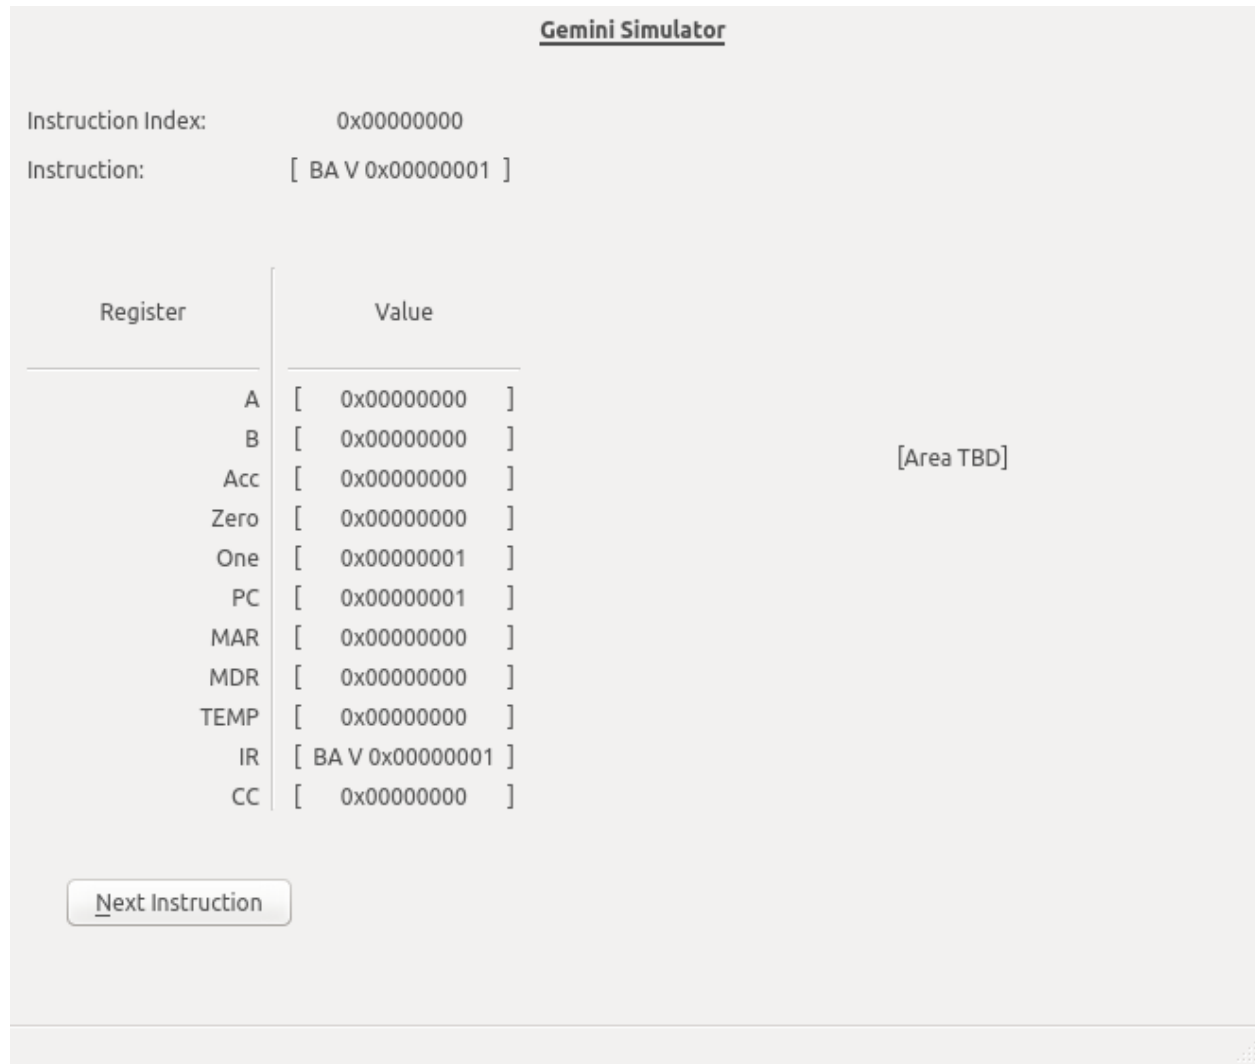 Gemini Simulator
Instruction Index: 0x00000000
Instruction: [ BA V 0x00000001 ]
Register Value
A [ 0x00000000 ]
B [ 0x00000000 ]
[Area TBD]
Acc [ 0x00000000 ]
Zero [ 0x00000000 ]
One [ 0x00000001 ]
PC [ 0x00000001 ]
MAR [ 0x00000000 ]
MDR [ 0x00000000 ]
TEMP [ 0x00000000 ]
IR [ BA V 0x00000001 ]
CC [ 0x00000000 ]
Next Instruction